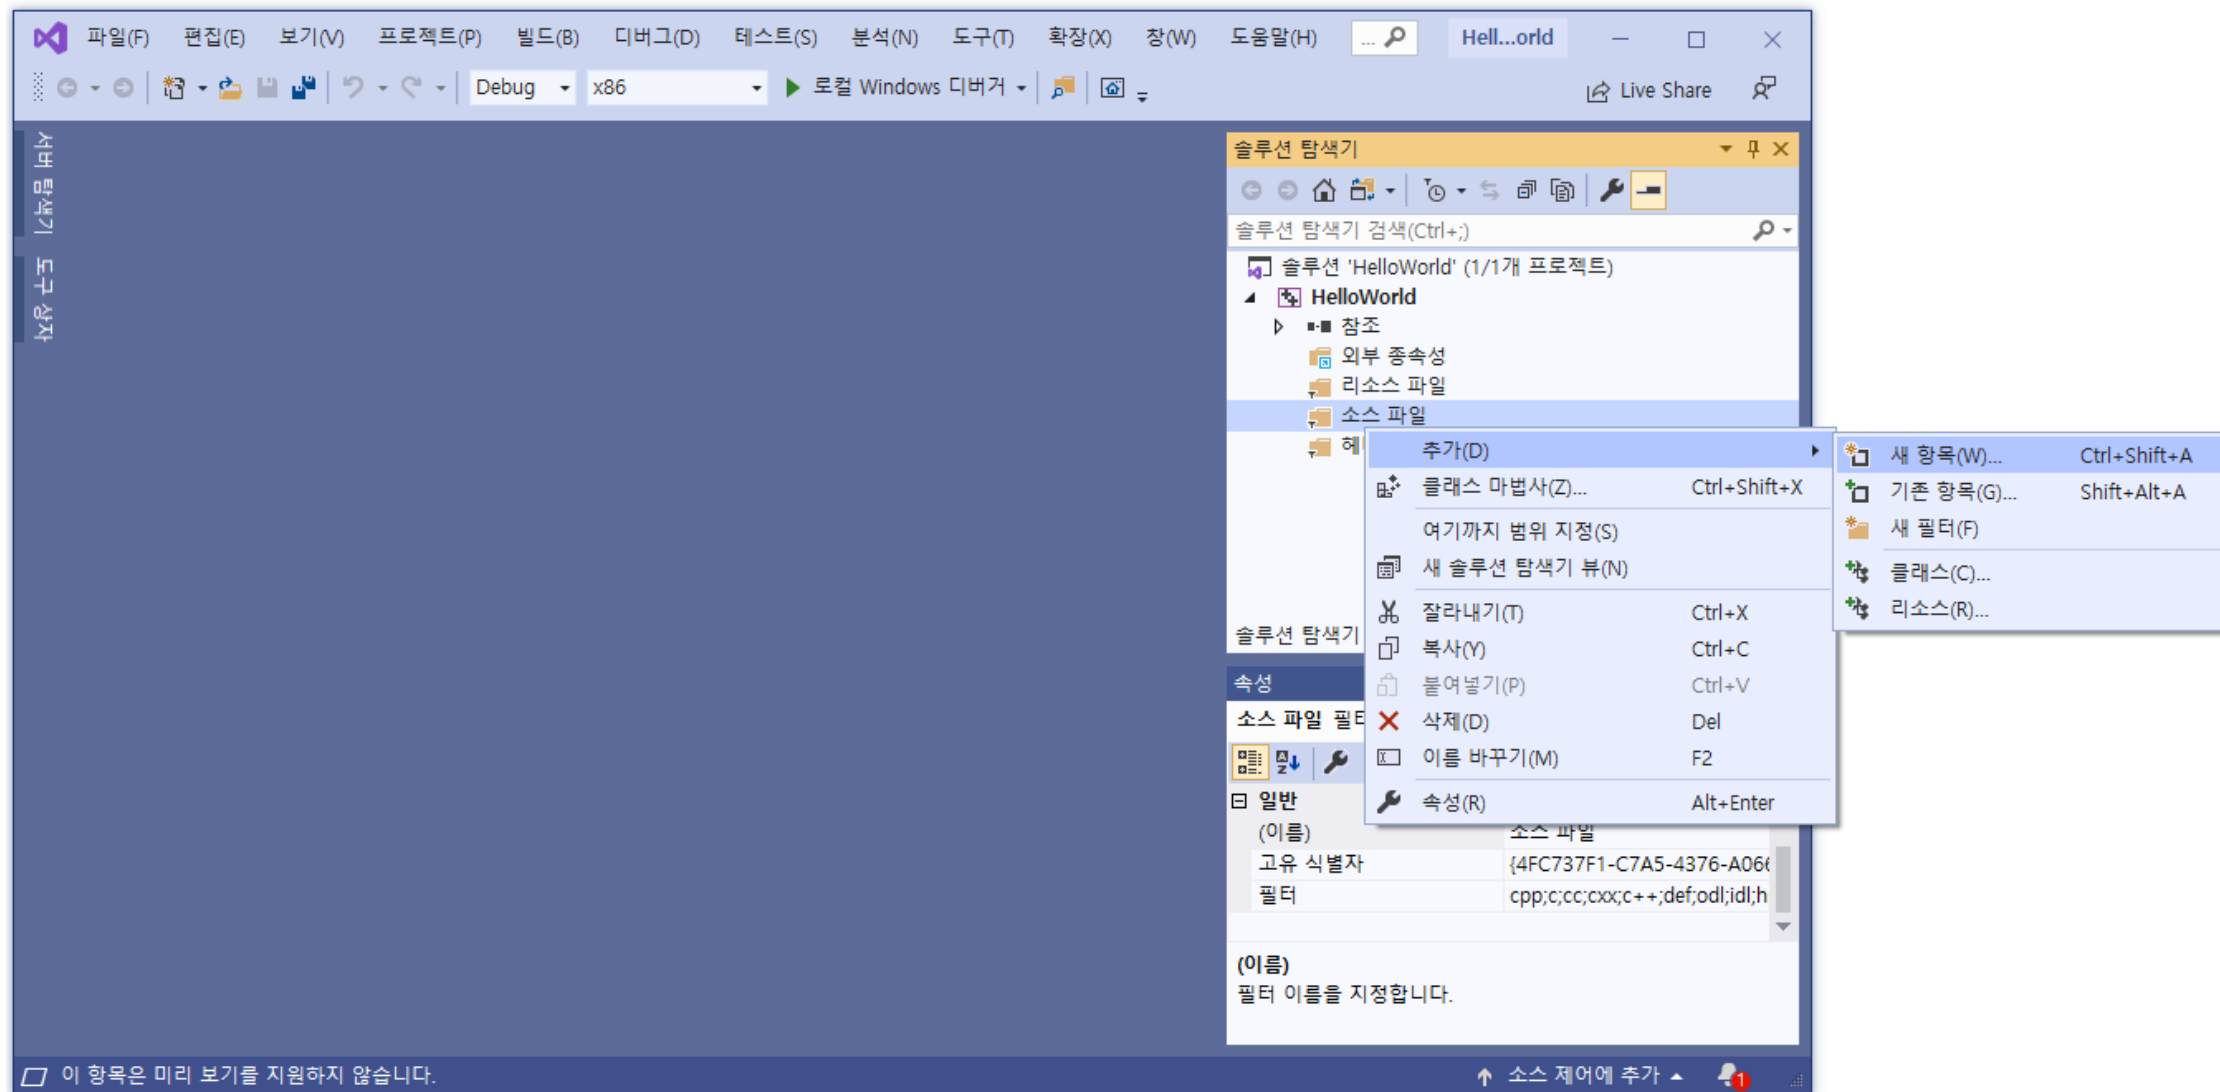 파일(F) 편집(E) 보기(V) 프로젝트(P) 빌드(B) 디버그(D) 테스트(S) 분석(N) 도구(T) 확장(X) 창(W) 도움말(H) ... Hell...orld
Debug x86 로컬 Windows 디버거 Live Share
서버 탐색기
도구 상자
솔루션 탐색기
솔루션 탐색기 검색(Ctrl+;)
솔루션 'HelloWorld' (1/1개 프로젝트)
HelloWorld
참조
외부 종속성
리소스 파일
소스 파일
헤
추가(D)
클래스 마법사(Z)... Ctrl+Shift+X
여기까지 범위 지정(S)
새 솔루션 탐색기 뷰(N)
잘라내기(T) Ctrl+X
복사(Y) Ctrl+C
붙여넣기(P) Ctrl+V
삭제(D) Del
이름 바꾸기(M) F2
속성(R) Alt+Enter
새 항목(W)... Ctrl+Shift+A
기존 항목(G)... Shift+Alt+A
새 필터(F)
클래스(C)...
리소스(R)...
솔루션 탐색기
속성
소스 파일 필터
일반
(이름) 소스 파일
고유 식별자 {4FC737F1-C7A5-4376-A066
필터 cpp;c;cc;cxx;c++;def;odl;idl;h
(이름)
필터 이름을 지정합니다.
이 항목은 미리 보기를 지원하지 않습니다. 소스 제어에 추가 1